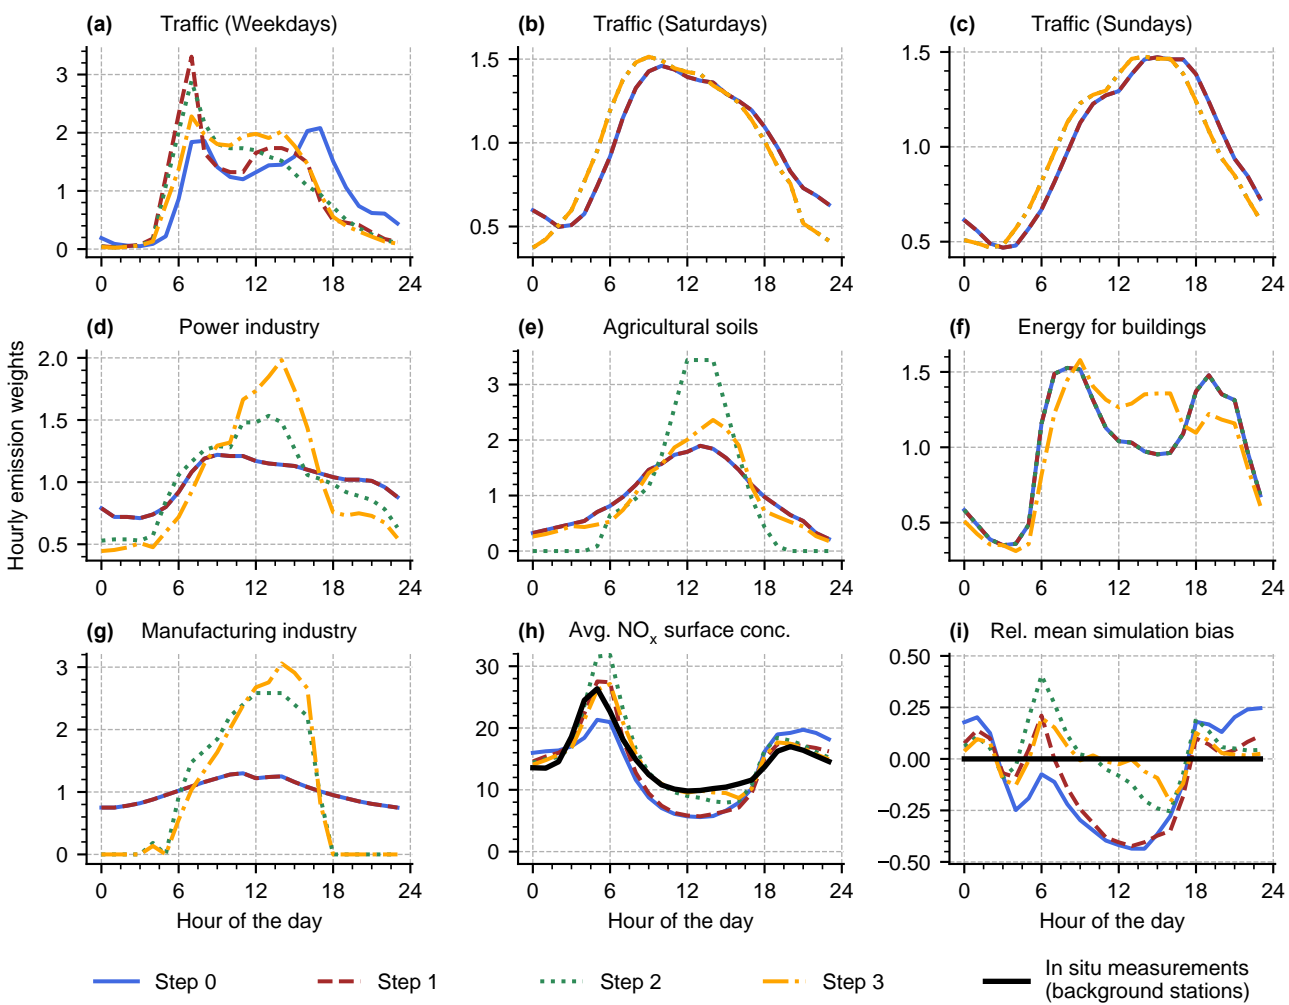 (a) Traffic (Weekdays)
(b) Traffic (Saturdays)
(c) Traffic (Sundays)
3
2
1
0
0 6 12 18 24
1.5
1.0
0.5
0 6 12 18 24
1.5
1.0
0.5
0 6 12 18 24
Hourly emission weights
(d) Power industry
(e) Agricultural soils
(f) Energy for buildings
2.0
1.5
1.0
0.5
0 6 12 18 24
3
2
1
0
0 6 12 18 24
1.5
1.0
0.5
0 6 12 18 24
(g) Manufacturing industry
(h) Avg. NOx surface conc.
(i) Rel. mean simulation bias
3
2
1
0
0 6 12 18 24
Hour of the day
30
20
10
0
0 6 12 18 24
Hour of the day
0.50
0.25
0.00
−0.25
−0.50
0 6 12 18 24
Hour of the day
Step 0
Step 1
Step 2
Step 3
In situ measurements
(background stations)